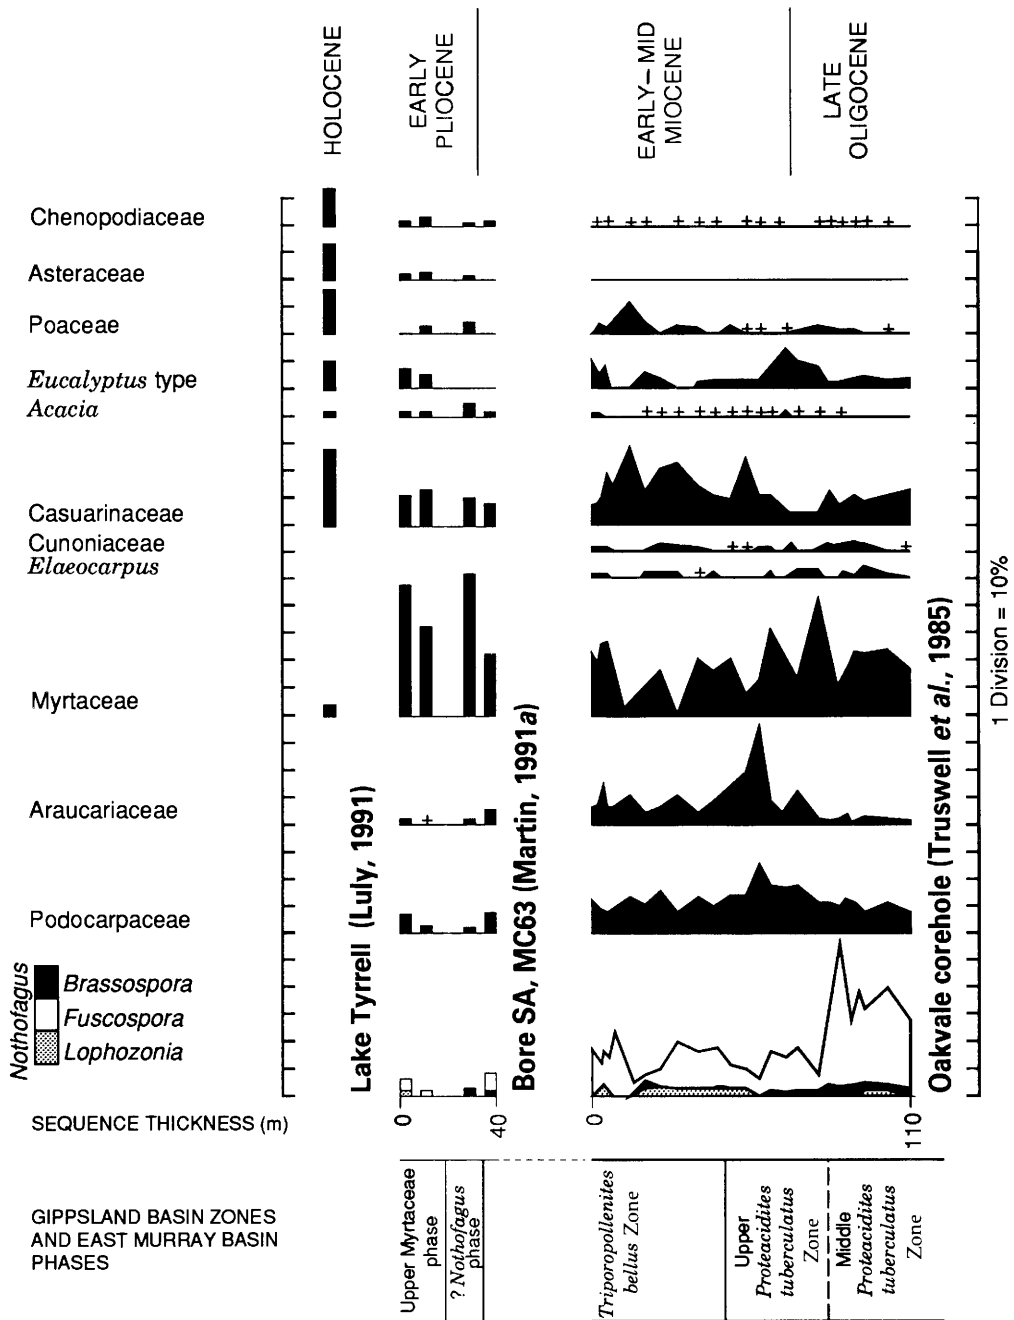 HOLOCENE
EARLY
PLIOCENE
EARLY–MID
MIOCENE
LATE
OLIGOCENE
Chenopodiaceae
Asteraceae
Poaceae
Eucalyptus type
Acacia
Casuarinaceae
Cunoniaceae
Elaeocarpus
Myrtaceae
Araucariaceae
Podocarpaceae
Nothofagus
Brassospora
Fuscospora
Lophozonia
Lake Tyrrell (Luly, 1991)
Bore SA, MC63 (Martin, 1991a)
Oakvale corehole (Truswell et al., 1985)
1 Division = 10%
SEQUENCE THICKNESS (m)
0
40
0
110
GIPPSLAND BASIN ZONES
AND EAST MURRAY BASIN
PHASES
Upper Myrtaceae
phase
? Nothofagus
phase
Triporopollenites
bellus Zone
Upper
Proteacidites
tuberculatus
Zone
Middle
Proteacidites
tuberculatus
Zone